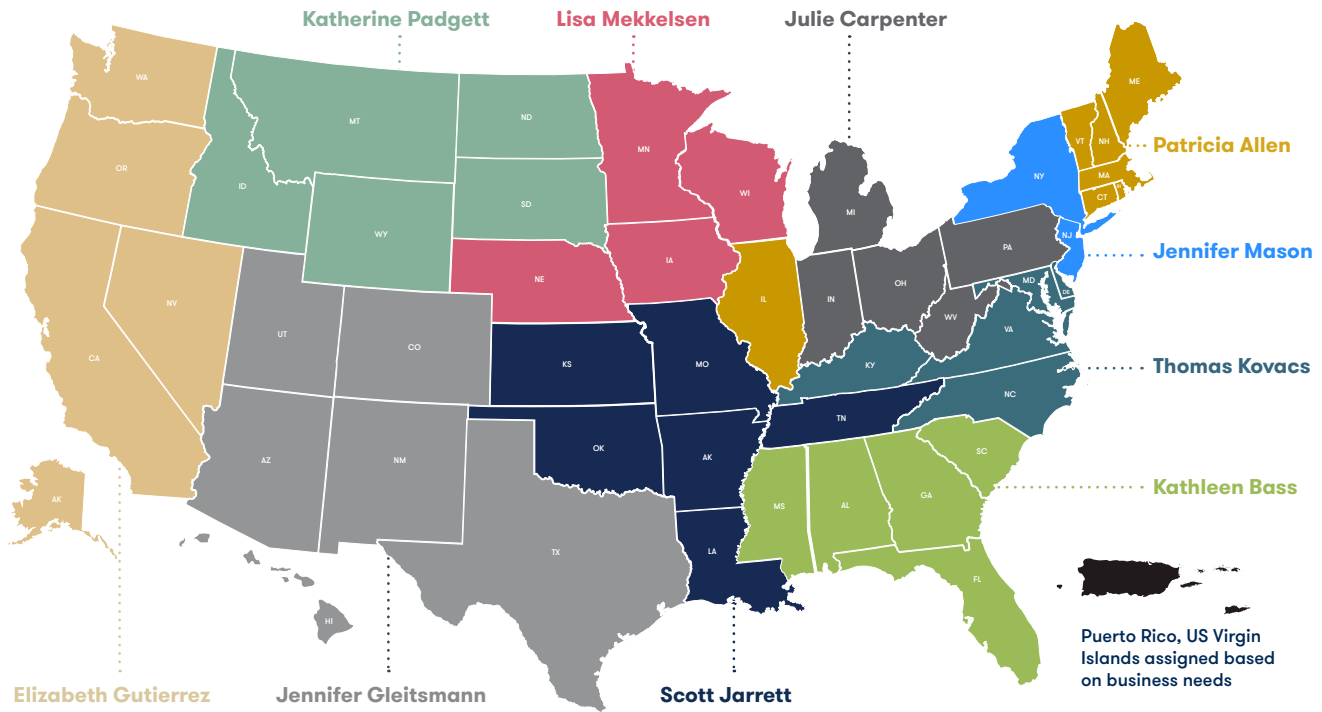 Katherine Padgett
Lisa Mekkelsen
Julie Carpenter
WA
MT
ND
MN
ME
OR
ID
SD
WI
MI
NY
VT
NH
MA
CT
Patricia Allen
WY
NE
IA
PA
NJ
Jennifer Mason
NV
UT
CO
IL
IN
OH
WV
MD
DE
VA
CA
KS
MO
KY
NC
Thomas Kovacs
AZ
NM
OK
AK
TN
SC
Kathleen Bass
AK
TX
LA
MS
AL
GA
FL
HI
Puerto Rico, US Virgin
Islands assigned based
on business needs
Elizabeth Gutierrez
Jennifer Gleitsmann
Scott Jarrett